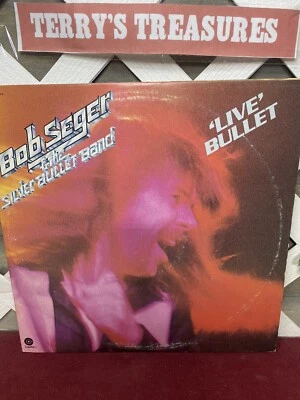 TERRY'S TREASURES
Bob Seger
& the
Silver Bullet Band
'LIVE'
BULLET